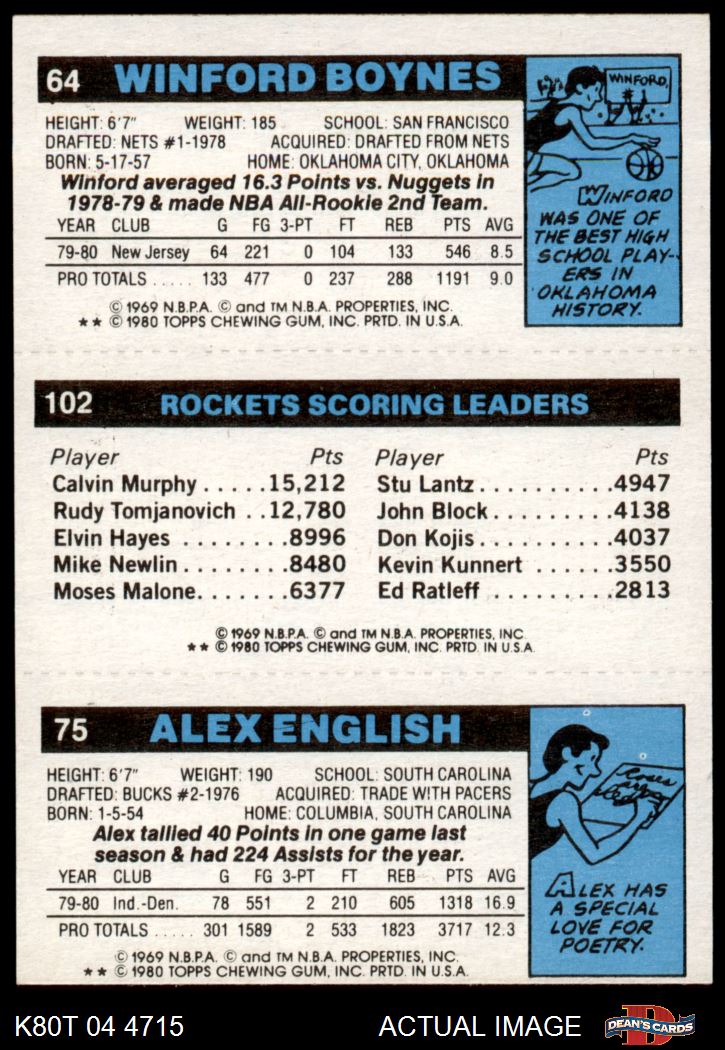 64 WINFORD BOYNES
HEIGHT: 6'7" WEIGHT: 185 SCHOOL: SAN FRANCISCO
DRAFTED: NETS #1-1978 ACQUIRED: DRAFTED FROM NETS
BORN: 5-17-57 HOME: OKLAHOMA CITY, OKLAHOMA
Winford averaged 16.3 Points vs. Nuggets in
1978-79 & made NBA All-Rookie 2nd Team.
YEAR CLUB G FG 3-PT FT REB PTS AVG
79-80 New Jersey 64 221 0 104 133 546 8.5
PRO TOTALS ..... 133 477 0 237 288 1191 9.0
© 1969 N.B.P.A. © and TM N.B.A. PROPERTIES, INC.
** © 1980 TOPPS CHEWING GUM, INC. PRTD. IN U.S.A.
WINFORD,
WINFORD
WAS ONE OF
THE BEST HIGH
SCHOOL PLAY-
ERS IN
OKLAHOMA
HISTORY.
102 ROCKETS SCORING LEADERS
Player Pts Player Pts
Calvin Murphy.....15,212 Stu Lantz..........4947
Rudy Tomjanovich ..12,780 John Block.........4138
Elvin Hayes ........8996 Don Kojis..........4037
Mike Newlin........8480 Kevin Kunnert ......3550
Moses Malone.......6377 Ed Ratleff .........2813
© 1969 N.B.P.A. © and TM N.B.A. PROPERTIES, INC.
** © 1980 TOPPS CHEWING GUM, INC. PRTD. IN U.S.A.
75 ALEX ENGLISH
HEIGHT: 6'7" WEIGHT: 190 SCHOOL: SOUTH CAROLINA
DRAFTED: BUCKS #2-1976 ACQUIRED: TRADE WITH PACERS
BORN: 1-5-54 HOME: COLUMBIA, SOUTH CAROLINA
Alex tallied 40 Points in one game last
season & had 224 Assists for the year.
YEAR CLUB G FG 3-PT FT REB PTS AVG
79-80 Ind.-Den. 78 551 2 210 605 1318 16.9
PRO TOTALS ..... 301 1589 2 533 1823 3717 12.3
© 1969 N.B.P.A. © and TM N.B.A. PROPERTIES, INC.
** © 1980 TOPPS CHEWING GUM, INC. PRTD. IN U.S.A.
Roses
are
ALEX HAS
A SPECIAL
LOVE FOR
POETRY.
K80T 04 4715 ACTUAL IMAGE
D
DEAN'S CARDS